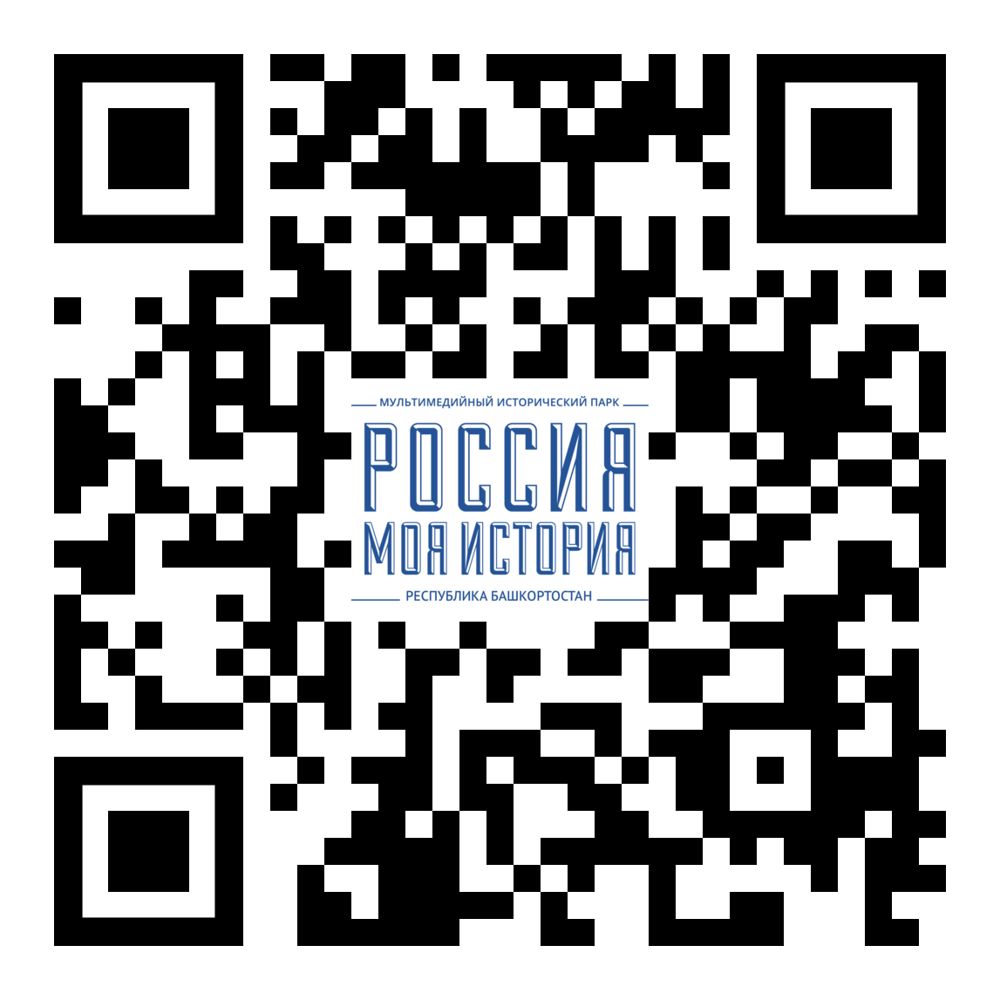 МУЛЬТИМЕДИЙНЫЙ ИСТОРИЧЕСКИЙ ПАРК
РОССИЯ
МОЯ ИСТОРИЯ
РЕСПУБЛИКА БАШКОРТОСТАН